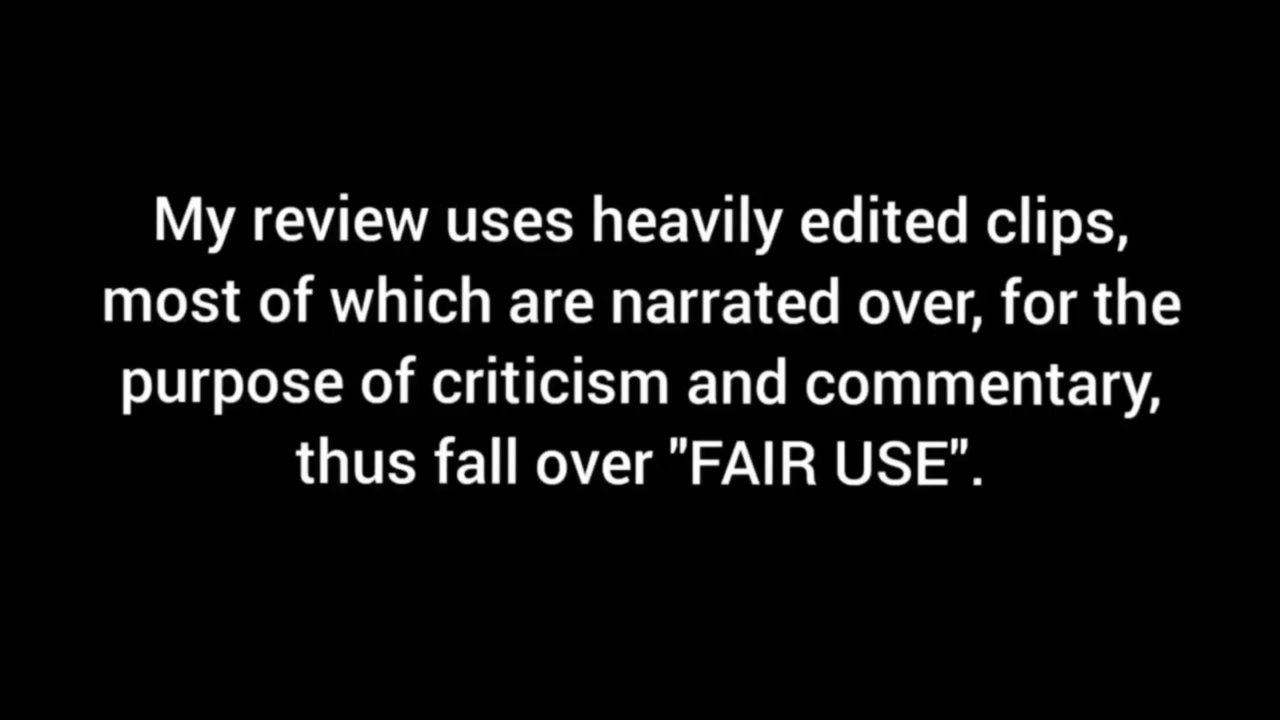 My review uses heavily edited clips,
most of which are narrated over, for the
purpose of criticism and commentary,
thus fall over "FAIR USE".